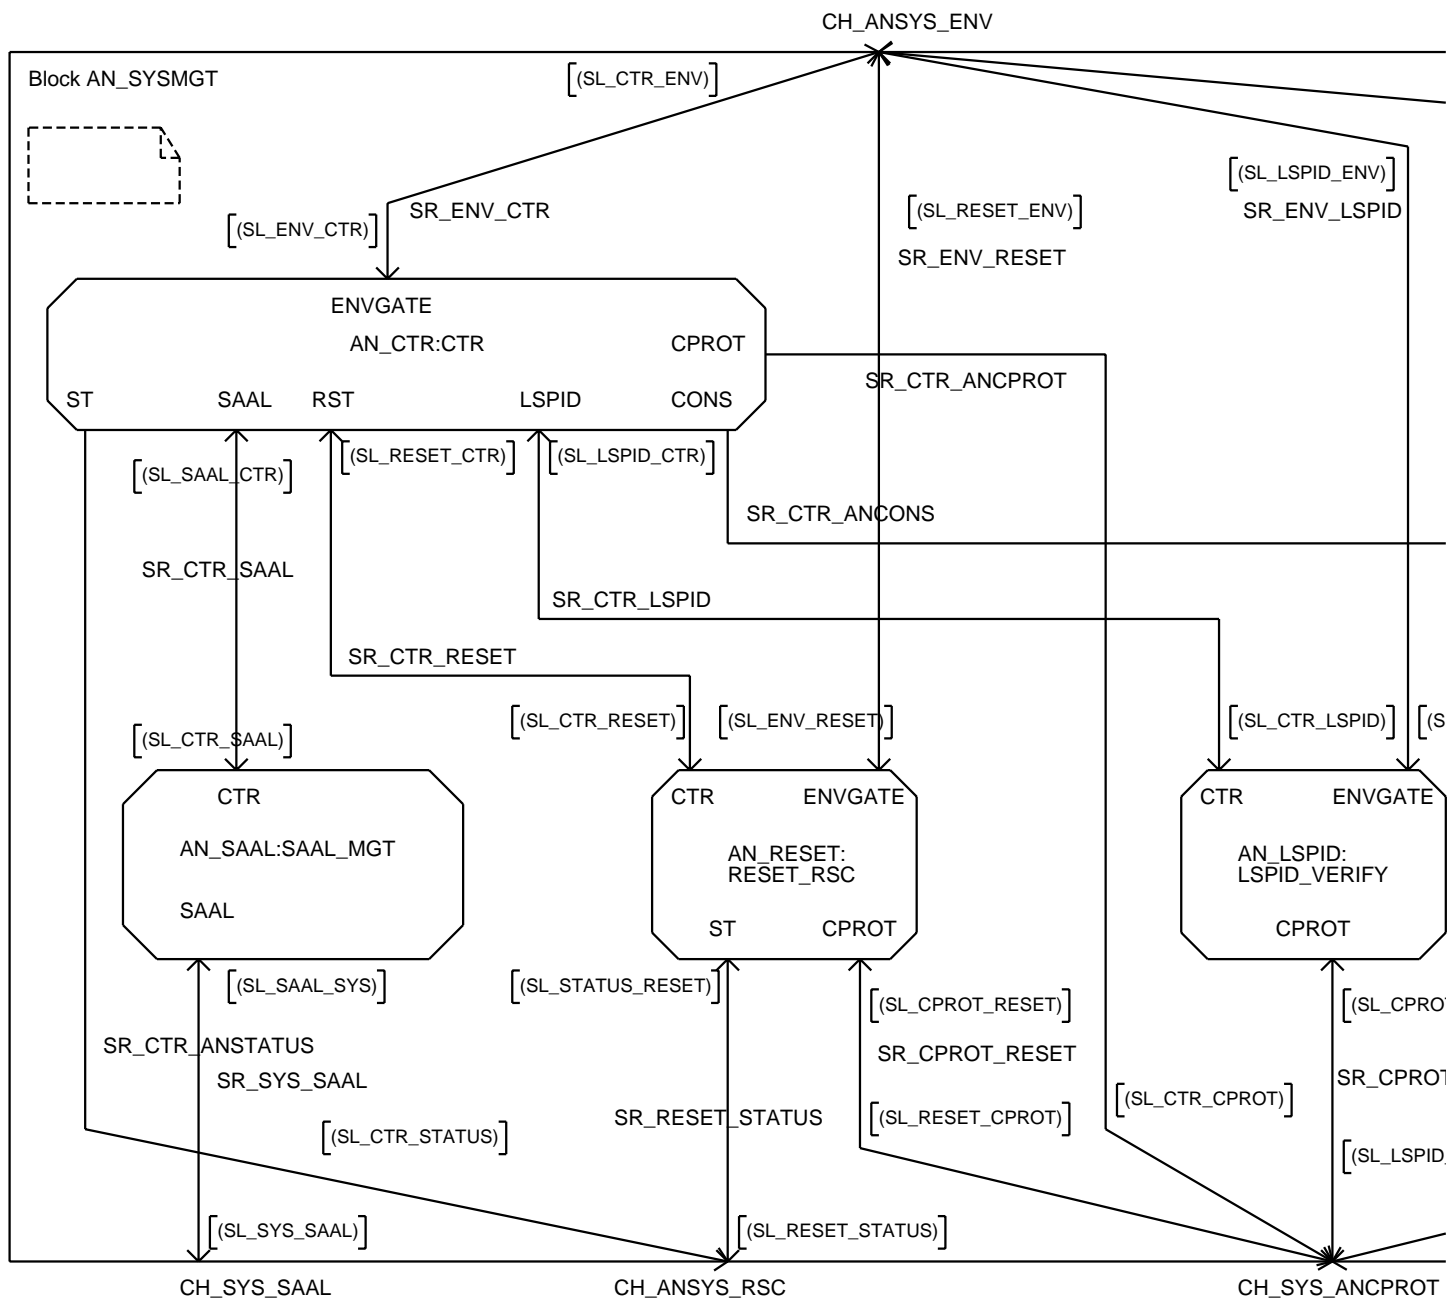 CH_ANSYS_ENV
Block AN_SYSMGT
(SL_CTR_ENV)
(SL_LSPID_ENV)
SR_ENV_CTR
(SL_RESET_ENV)
SR_ENV_LSPID
(SL_ENV_CTR)
SR_ENV_RESET
ENVGATE
AN_CTR:CTR
CPROT
SR_CTR_ANCPROT
ST
SAAL
RST
LSPID
CONS
(SL_RESET_CTR)
(SL_LSPID_CTR)
(SL_SAAL_CTR)
SR_CTR_ANCONS
SR_CTR_SAAL
SR_CTR_LSPID
SR_CTR_RESET
(SL_CTR_RESET)
(SL_ENV_RESET)
(SL_CTR_LSPID)
(S
(SL_CTR_SAAL)
CTR
CTR
ENVGATE
CTR
ENVGATE
AN_SAAL:SAAL_MGT
AN_RESET:
RESET_RSC
AN_LSPID:
LSPID_VERIFY
SAAL
ST
CPROT
CPROT
(SL_SAAL_SYS)
(SL_STATUS_RESET)
(SL_CPROT_RESET)
(SL_CPROT
SR_CTR_ANSTATUS
SR_CPROT_RESET
SR_SYS_SAAL
SR_CPROT
(SL_CTR_CPROT)
SR_RESET_STATUS
(SL_RESET_CPROT)
(SL_CTR_STATUS)
(SL_LSPID_
(SL_SYS_SAAL)
(SL_RESET_STATUS)
CH_SYS_SAAL
CH_ANSYS_RSC
CH_SYS_ANCPROT